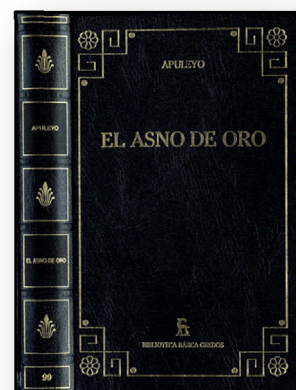 APULEYO
EL ASNO DE ORO
BIBLIOTECA BÁSICA GREDOS
APULEYO
EL ASNO DE ORO
99